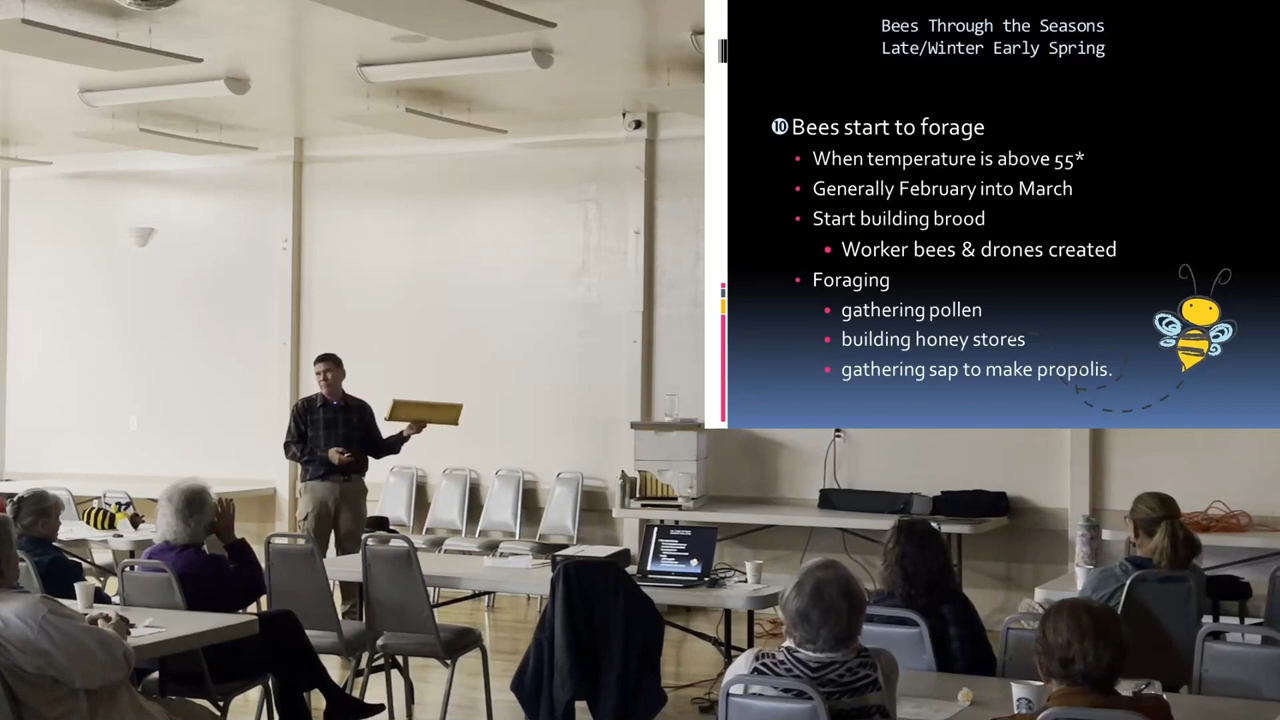 Bees Through the Seasons
Late/Winter Early Spring
⑩ Bees start to forage
• When temperature is above 55*
• Generally February into March
• Start building brood
• Worker bees & drones created
• Foraging
• gathering pollen
• building honey stores
• gathering sap to make propolis.